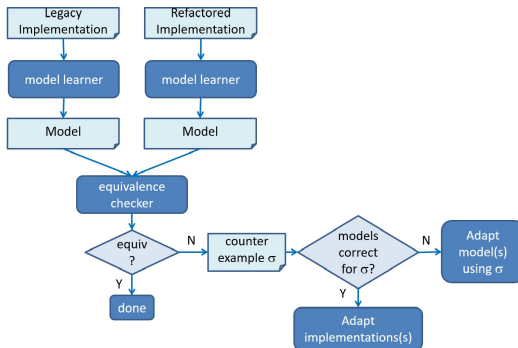 Legacy
Implementation
Refactored
Implementation
model learner
model learner
Model
Model
equivalence
checker
equiv
?
N
Y
done
counter
example σ
models
correct
for σ?
N
Y
Adapt
model(s)
using σ
Adapt
implementations(s)